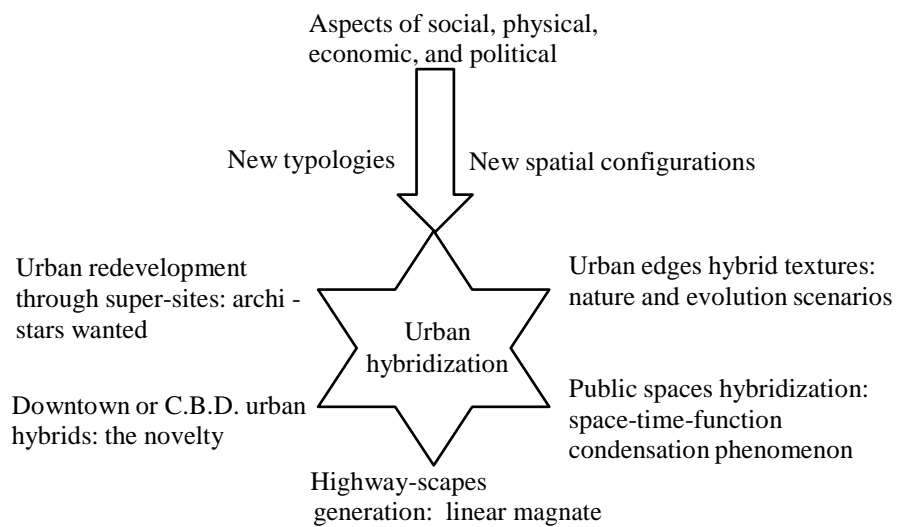 Aspects of social, physical,
economic, and political
New typologies
New spatial configurations
Urban redevelopment
through super-sites: archi -
stars wanted
Urban edges hybrid textures:
nature and evolution scenarios
Urban
hybridization
Downtown or C.B.D. urban
hybrids: the novelty
Public spaces hybridization:
space-time-function
condensation phenomenon
Highway-scapes
generation: linear magnate